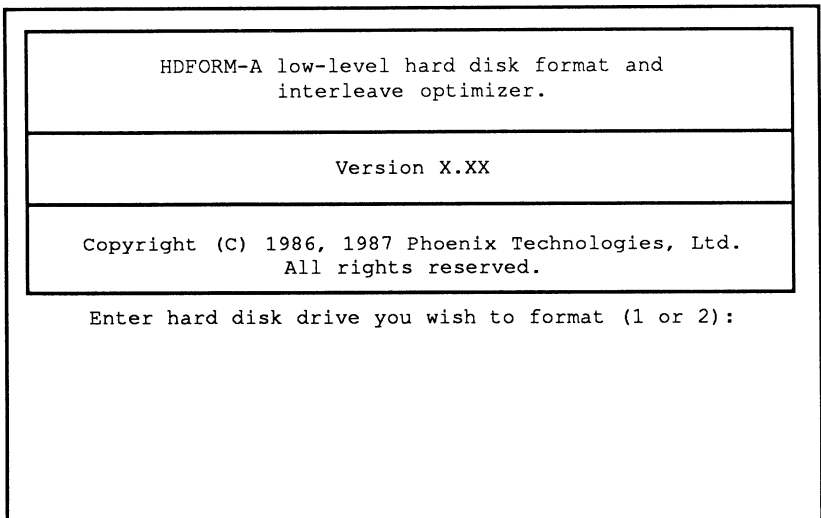 HDFORM-A low-level hard disk format and
interleave optimizer.
Version X.XX
Copyright (C) 1986, 1987 Phoenix Technologies, Ltd.
All rights reserved.
Enter hard disk drive you wish to format (1 or 2):